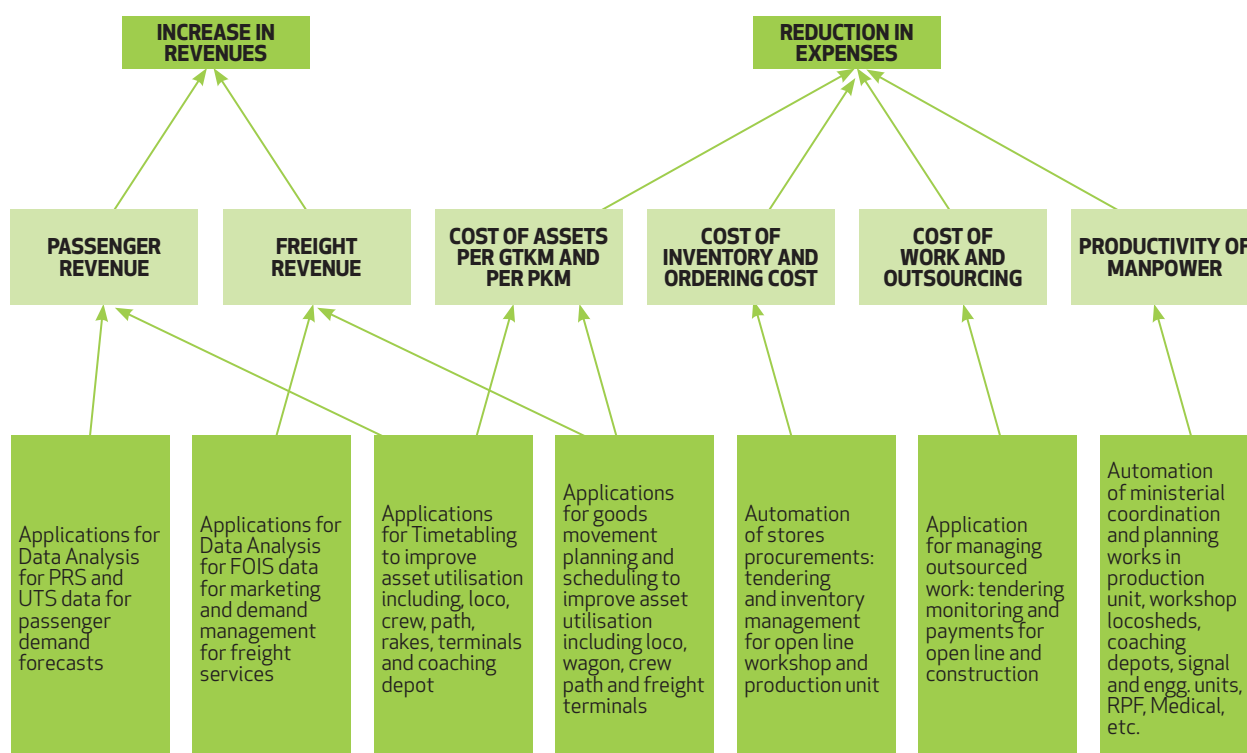 INCREASE IN
REVENUES
REDUCTION IN
EXPENSES
PASSENGER
REVENUE
FREIGHT
REVENUE
COST OF ASSETS
PER GTKM AND
PER PKM
COST OF
INVENTORY AND
ORDERING COST
COST OF
WORK AND
OUTSOURCING
PRODUCTIVITY OF
MANPOWER
Applications for
Data Analysis
for PRS and
UTS data for
passenger
demand
forecasts
Applications for
Data Analysis
for FOIS data
for marketing
and demand
management
for freight
services
Applications
for Timetabling
to improve
asset utilisation
including, loco,
crew, path,
rakes, terminals
and coaching
depot
Applications
for goods
movement
planning and
scheduling to
improve asset
utilisation
including loco,
wagon, crew
path and freight
terminals
Automation
of stores
procurements:
tendering
and inventory
management
for open line
workshop and
production unit
Application
for managing
outsourced
work: tendering
monitoring and
payments for
open line and
construction
Automation
of ministerial
coordination
and planning
works in
production
unit, workshop
locosheds,
coaching
depots, signal
and engg. units,
RPF, Medical,
etc.